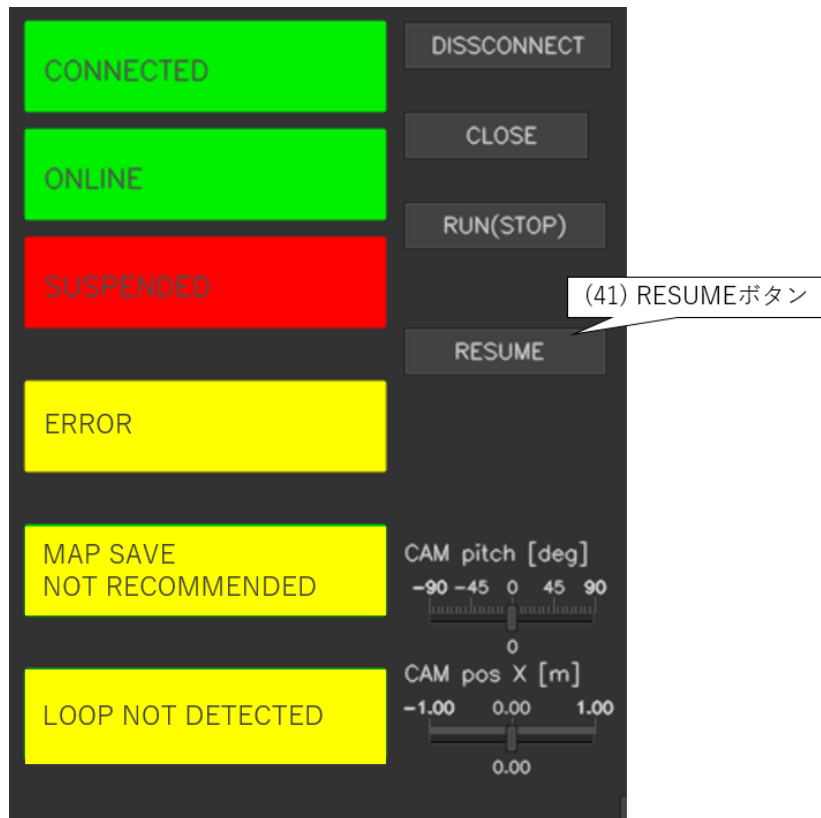 CONNECTED
DISSCONNECT
ONLINE
CLOSE
SUSPENDED
RUN(STOP)
(41) RESUMEボタン
RESUME
ERROR
MAP SAVE
NOT RECOMMENDED
CAM pitch [deg]
-90 -45 0 45 90
0
LOOP NOT DETECTED
CAM pos X [m]
-1.00 0.00 1.00
0.00